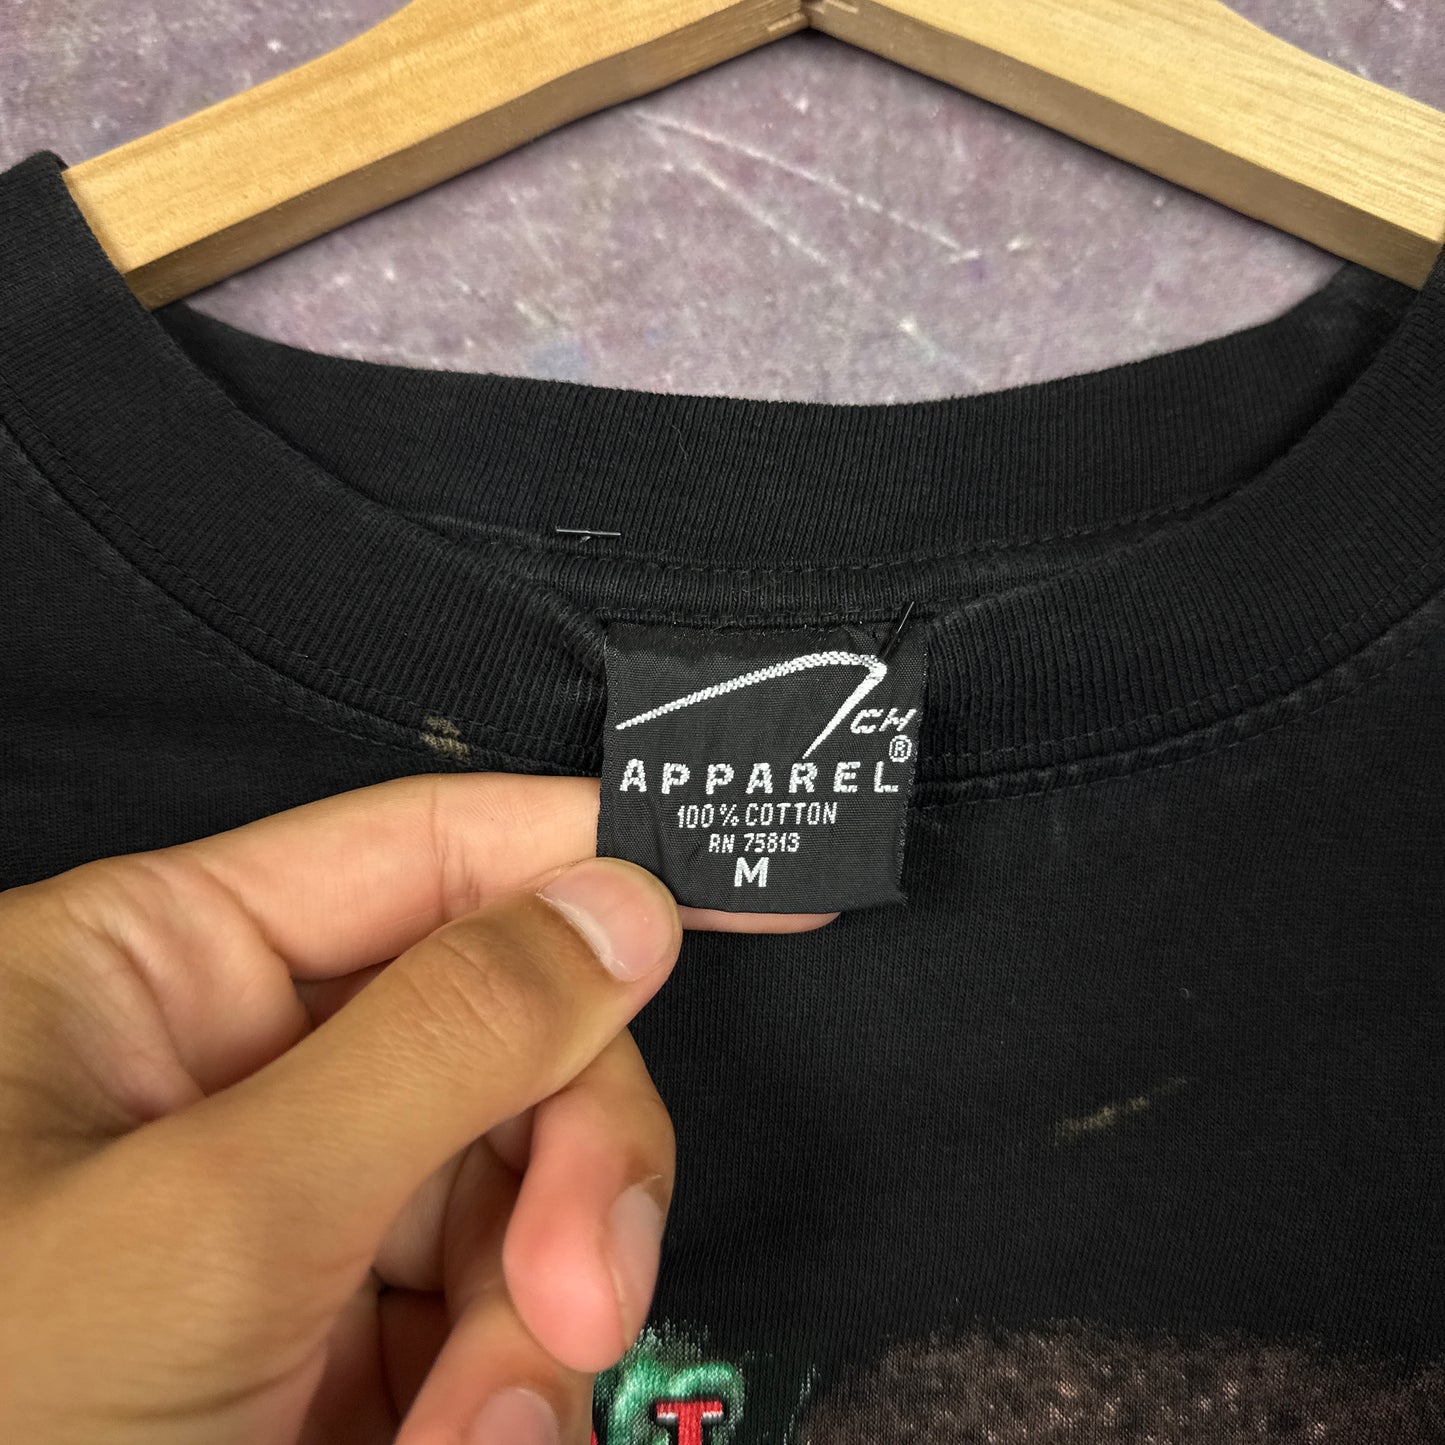 CH
®
APPAREL
100% COTTON
RN 75813
M